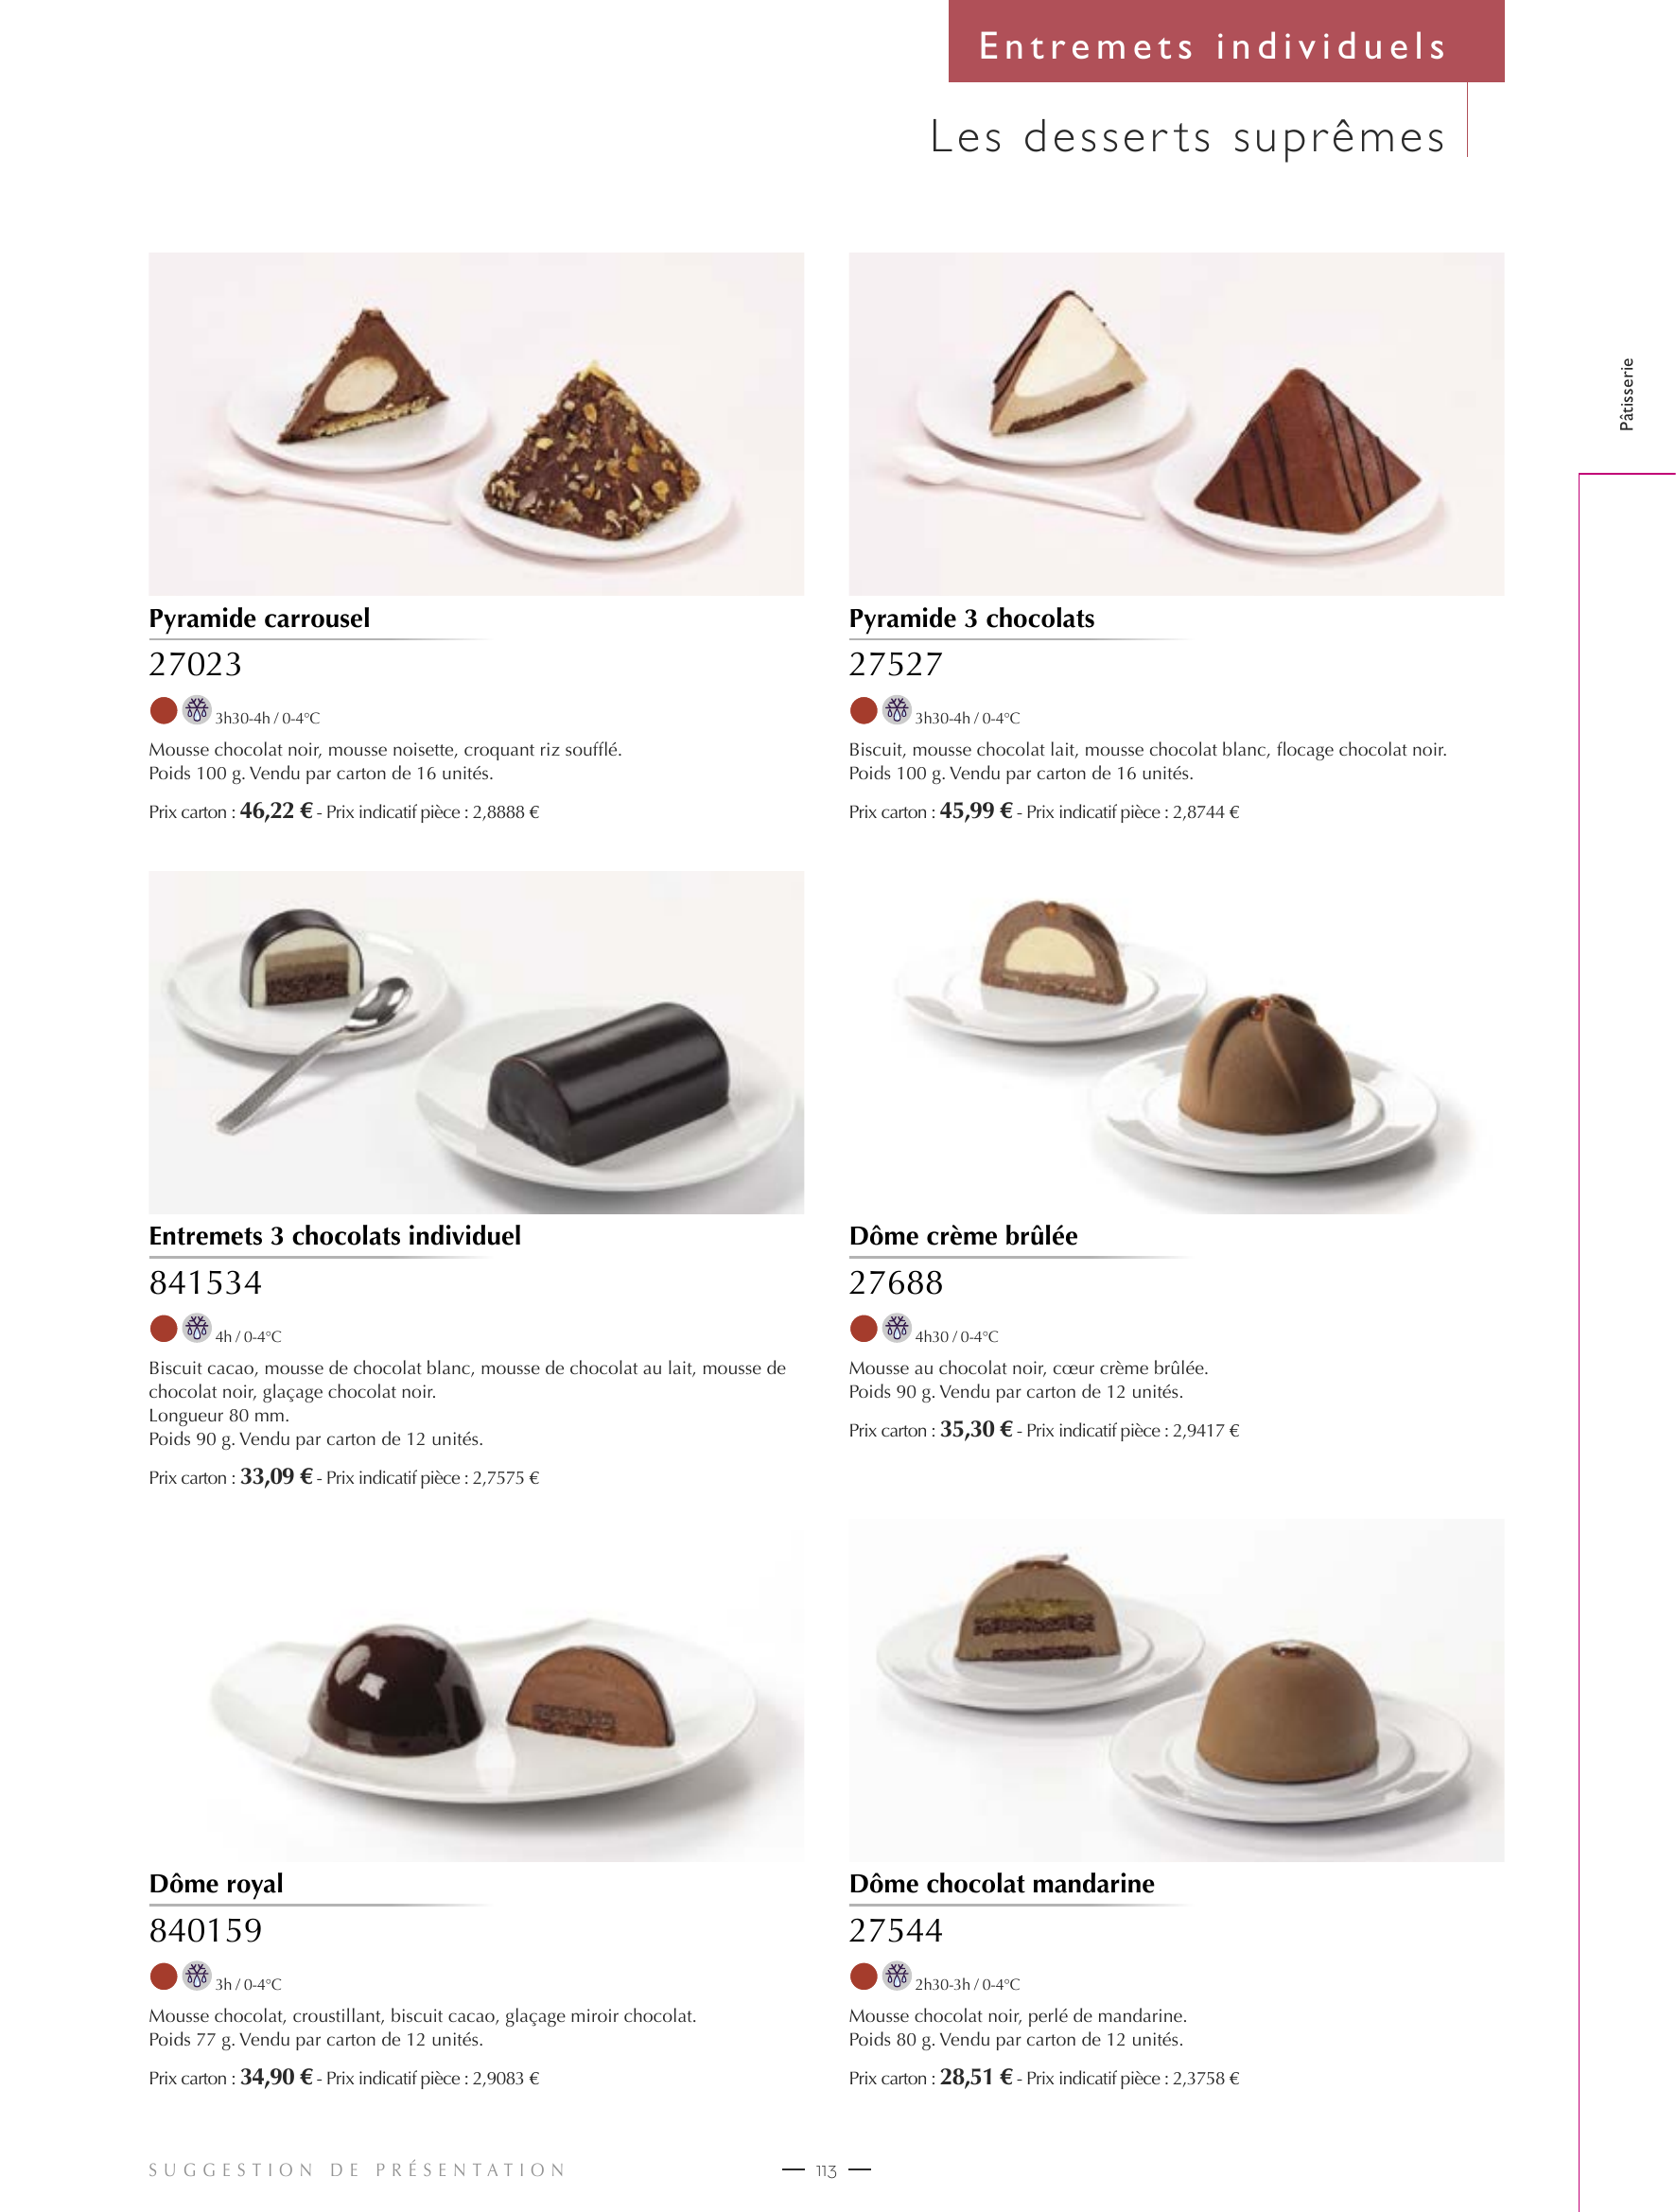 Entremets individuels
Les desserts suprêmes
Pâtisserie
Pyramide carrousel
27023
3h30-4h / 0-4°C
Mousse chocolat noir, mousse noisette, croquant riz soufflé.
Poids 100 g. Vendu par carton de 16 unités.
Prix carton : 46,22 € - Prix indicatif pièce : 2,8888 €
Pyramide 3 chocolats
27527
3h30-4h / 0-4°C
Biscuit, mousse chocolat lait, mousse chocolat blanc, flocage chocolat noir.
Poids 100 g. Vendu par carton de 16 unités.
Prix carton : 45,99 € - Prix indicatif pièce : 2,8744 €
Entremets 3 chocolats individuel
841534
4h / 0-4°C
Biscuit cacao, mousse de chocolat blanc, mousse de chocolat au lait, mousse de
chocolat noir, glaçage chocolat noir.
Longueur 80 mm.
Poids 90 g. Vendu par carton de 12 unités.
Prix carton : 33,09 € - Prix indicatif pièce : 2,7575 €
Dôme crème brûlée
27688
4h30 / 0-4°C
Mousse au chocolat noir, cœur crème brûlée.
Poids 90 g. Vendu par carton de 12 unités.
Prix carton : 35,30 € - Prix indicatif pièce : 2,9417 €
Dôme royal
840159
3h / 0-4°C
Mousse chocolat, croustillant, biscuit cacao, glaçage miroir chocolat.
Poids 77 g. Vendu par carton de 12 unités.
Prix carton : 34,90 € - Prix indicatif pièce : 2,9083 €
Dôme chocolat mandarine
27544
2h30-3h / 0-4°C
Mousse chocolat noir, perlé de mandarine.
Poids 80 g. Vendu par carton de 12 unités.
Prix carton : 28,51 € - Prix indicatif pièce : 2,3758 €
SUGGESTION DE PRÉSENTATION
— 113 —